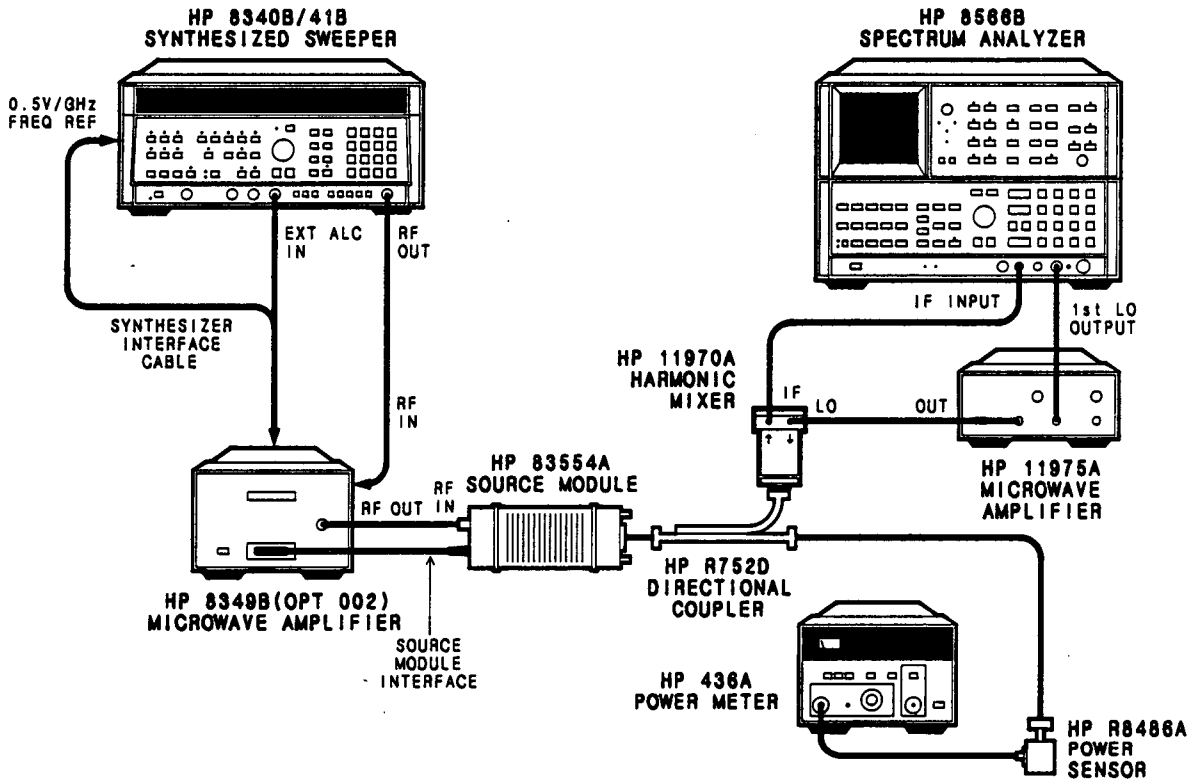 HP 8340B/41B
SYNTHESIZED SWEEPER
HP 8566B
SPECTRUM ANALYZER
0.5V/GHz
FREQ REF
EXT ALC
IN
RF
OUT
IF INPUT
1st LO
OUTPUT
SYNTHESIZER
INTERFACE
CABLE
HP 11970A
HARMONIC
MIXER
IF
LO
OUT
RF
IN
HP 83554A
SOURCE MODULE
HP 11975A
MICROWAVE
AMPLIFIER
RF OUT
RF
IN
HP R752D
DIRECTIONAL
COUPLER
HP 8349B(OPT 002)
MICROWAVE AMPLIFIER
SOURCE
MODULE
INTERFACE
HP 436A
POWER METER
HP R8486A
POWER
SENSOR